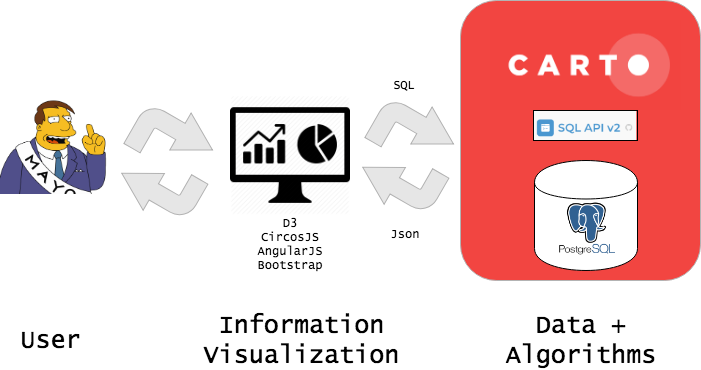 CARTO
SQL
SQL API v2
MAYO
D3
CircosJS
AngularJS
Bootstrap
Json
PostgreSQL
User
Information
Visualization
Data +
Algorithms